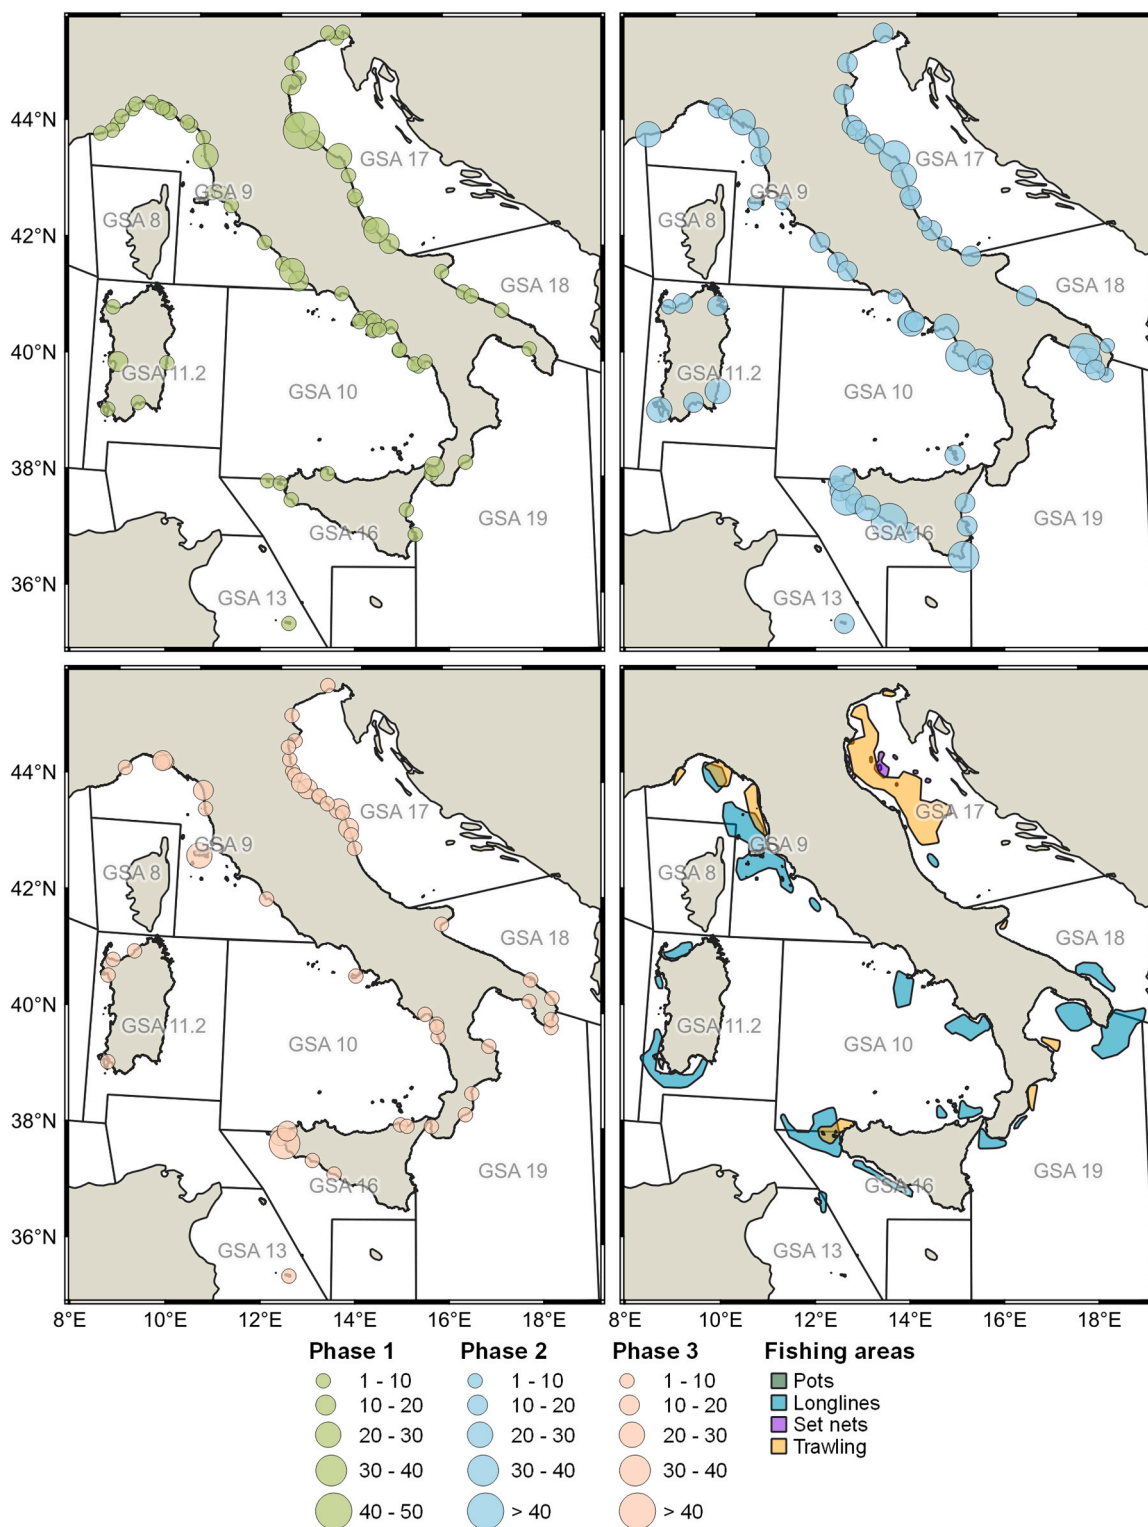 44°N
42°N
40°N
38°N
36°N
GSA 17
GSA 9
GSA 8
GSA 18
GSA 11.2
GSA 10
GSA 19
GSA 16
GSA 13
GSA 17
GSA 9
GSA 8
GSA 18
GSA 11.2
GSA 10
GSA 19
GSA 16
GSA 13
44°N
42°N
40°N
38°N
36°N
GSA 17
GSA 9
GSA 8
GSA 18
GSA 11.2
GSA 10
GSA 19
GSA 16
GSA 13
GSA 17
GSA 9
GSA 8
GSA 18
GSA 11.2
GSA 10
GSA 19
GSA 16
GSA 13
8°E 10°E 12°E 14°E 16°E 18°E
8°E 10°E 12°E 14°E 16°E 18°E
Phase 1
1 - 10
10 - 20
20 - 30
30 - 40
40 - 50
Phase 2
1 - 10
10 - 20
20 - 30
30 - 40
> 40
Phase 3
1 - 10
10 - 20
20 - 30
30 - 40
> 40
Fishing areas
Pots
Longlines
Set nets
Trawling